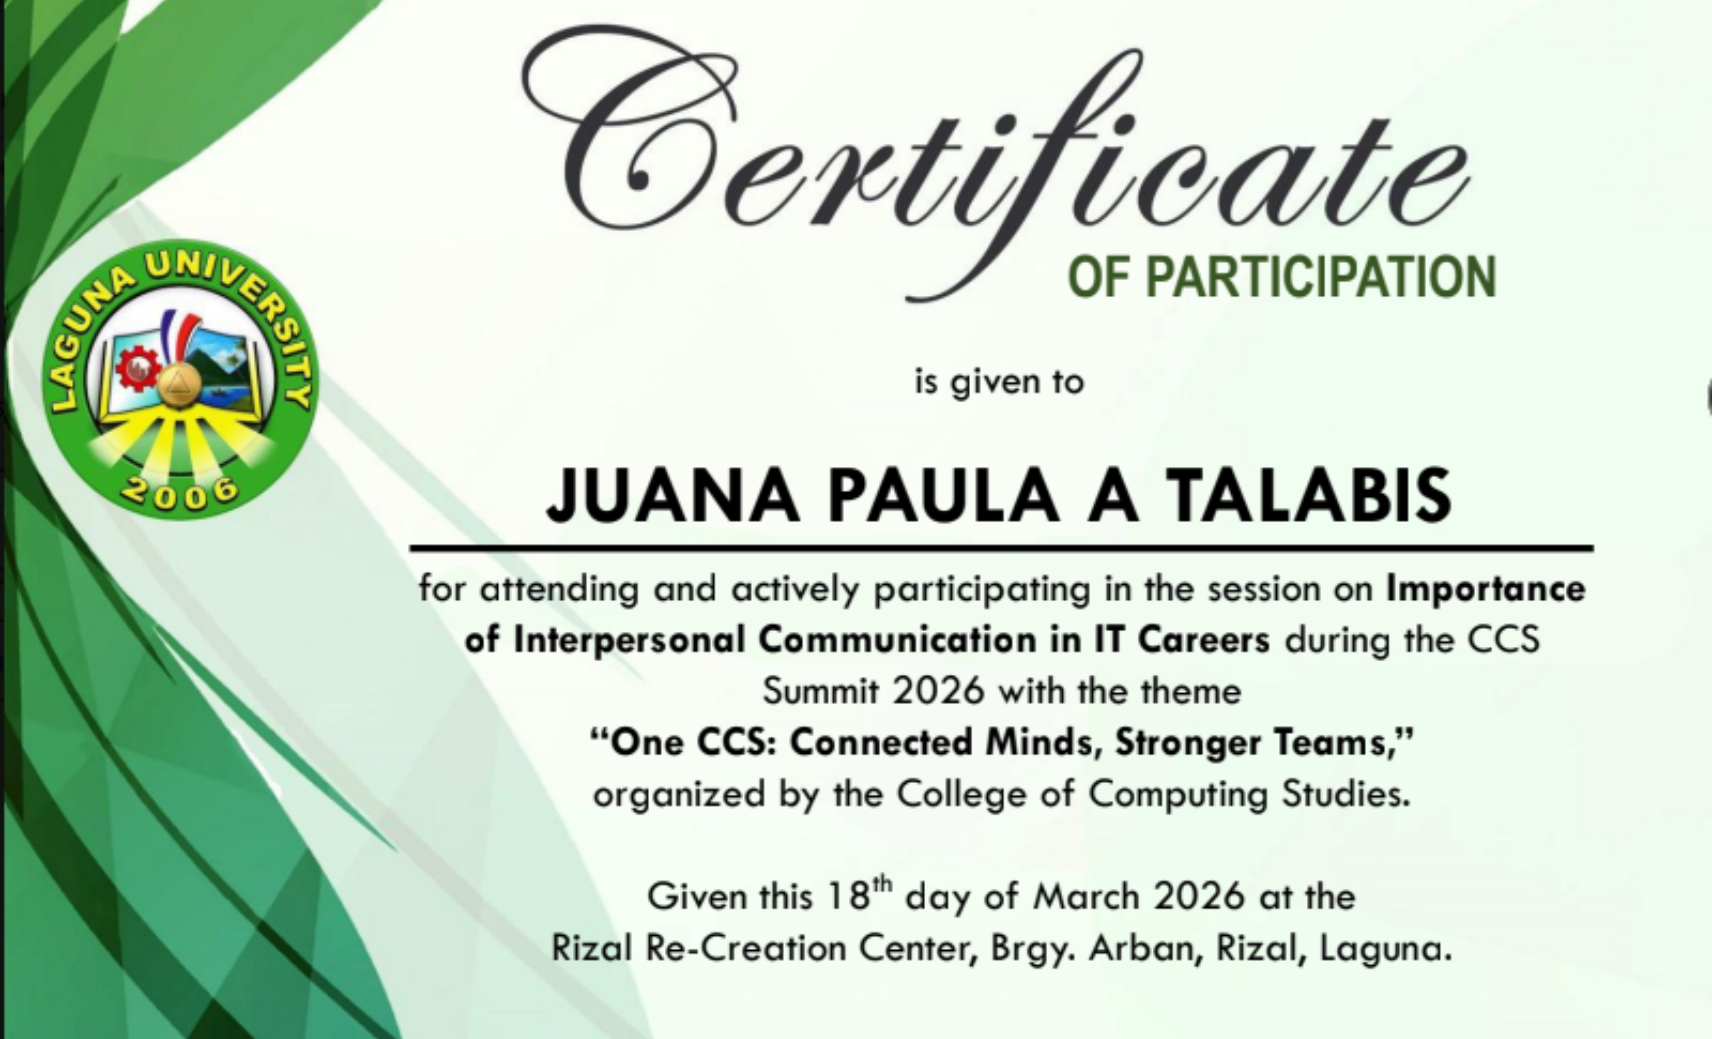 Certificate
OF PARTICIPATION
LAGUNA UNIVERSITY
2006
is given to
JUANA PAULA A TALABIS
for attending and actively participating in the session on Importance
of Interpersonal Communication in IT Careers during the CCS
Summit 2026 with the theme
“One CCS: Connected Minds, Stronger Teams,”
organized by the College of Computing Studies.
Given this 18th day of March 2026 at the
Rizal Re-Creation Center, Brgy. Arban, Rizal, Laguna.